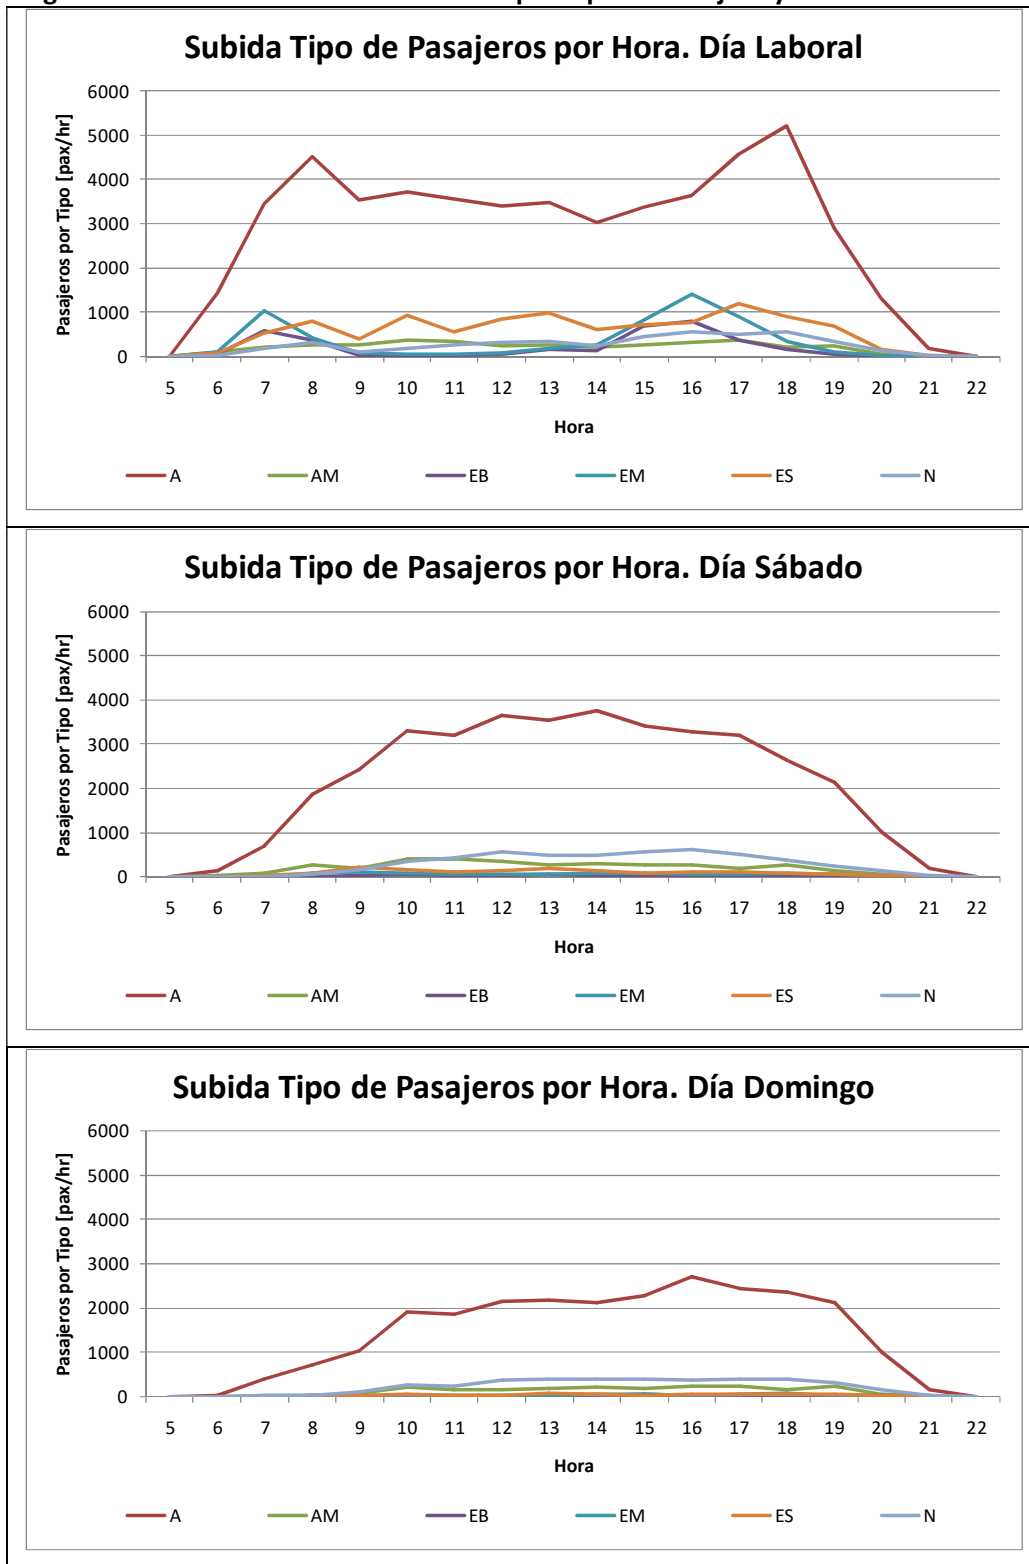 Subida Tipo de Pasajeros por Hora. Día Laboral
Pasajeros por Tipo [pax/hr]
6000
5000
4000
3000
2000
1000
0
5 6 7 8 9 10 11 12 13 14 15 16 17 18 19 20 21 22
Hora
A AM EB EM ES N
Subida Tipo de Pasajeros por Hora. Día Sábado
Pasajeros por Tipo [pax/hr]
6000
5000
4000
3000
2000
1000
0
5 6 7 8 9 10 11 12 13 14 15 16 17 18 19 20 21 22
Hora
A AM EB EM ES N
Subida Tipo de Pasajeros por Hora. Día Domingo
Pasajeros por Tipo [pax/hr]
6000
5000
4000
3000
2000
1000
0
5 6 7 8 9 10 11 12 13 14 15 16 17 18 19 20 21 22
Hora
A AM EB EM ES N